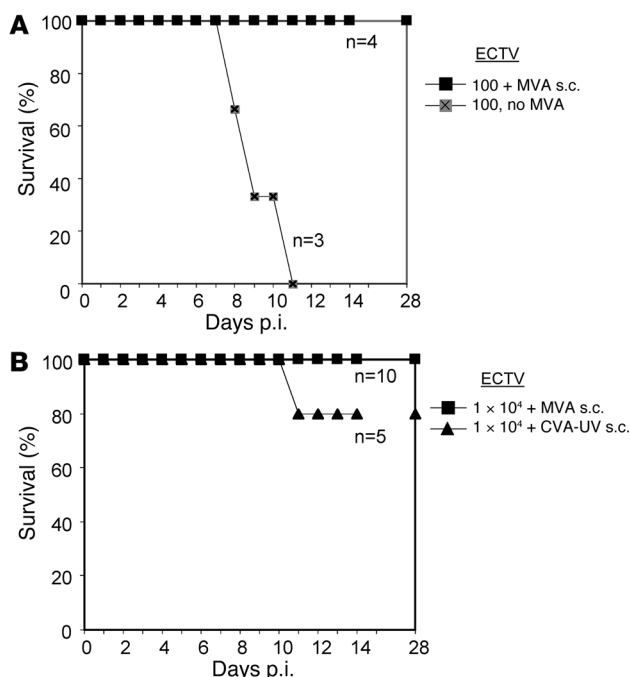 A
100
80
60
40
20
0
Survival (%)
0 2 4 6 8 10 12 14 28
Days p.i.
n=4
n=3
ECTV
100 + MVA s.c.
100, no MVA
B
100
80
60
40
20
0
Survival (%)
0 2 4 6 8 10 12 14 28
Days p.i.
n=10
n=5
ECTV
1 × 10⁴ + MVA s.c.
1 × 10⁴ + CVA-UV s.c.